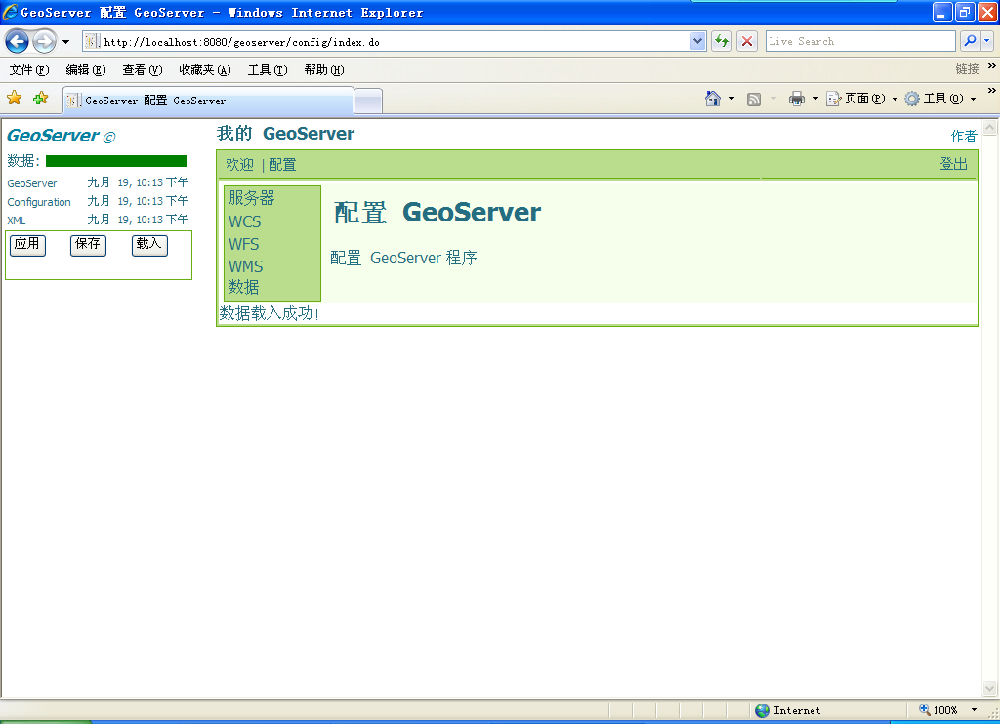 GeoServer 配置 GeoServer - Windows Internet Explorer
http://localhost:8080/geoserver/config/index.do
Live Search
文件(F) 编辑(E) 查看(V) 收藏夹(A) 工具(T) 帮助(H) 链接 »
GeoServer 配置 GeoServer 页面(P) 工具(O) »
GeoServer © 我的 GeoServer 作者
数据: 欢迎 | 配置 登出
GeoServer 九月 19, 10:13 下午
Configuration 九月 19, 10:13 下午
XML 九月 19, 10:13 下午
应用 保存 载入
服务器
WCS
WFS
WMS
数据
配置 GeoServer
配置 GeoServer 程序
数据载入成功!
Internet 100%